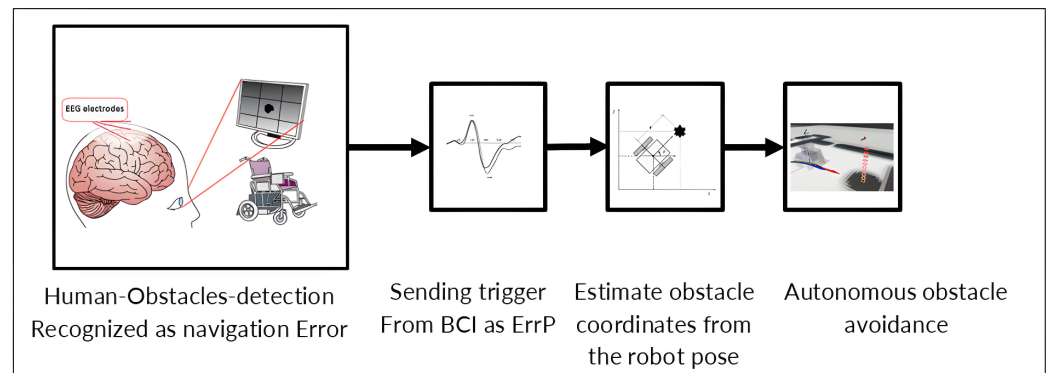 EEG electrodes
Human-Obstacles-detection
Recognized as navigation Error
Sending trigger
From BCI as ErrP
Estimate obstacle
coordinates from
the robot pose
Autonomous obstacle
avoidance